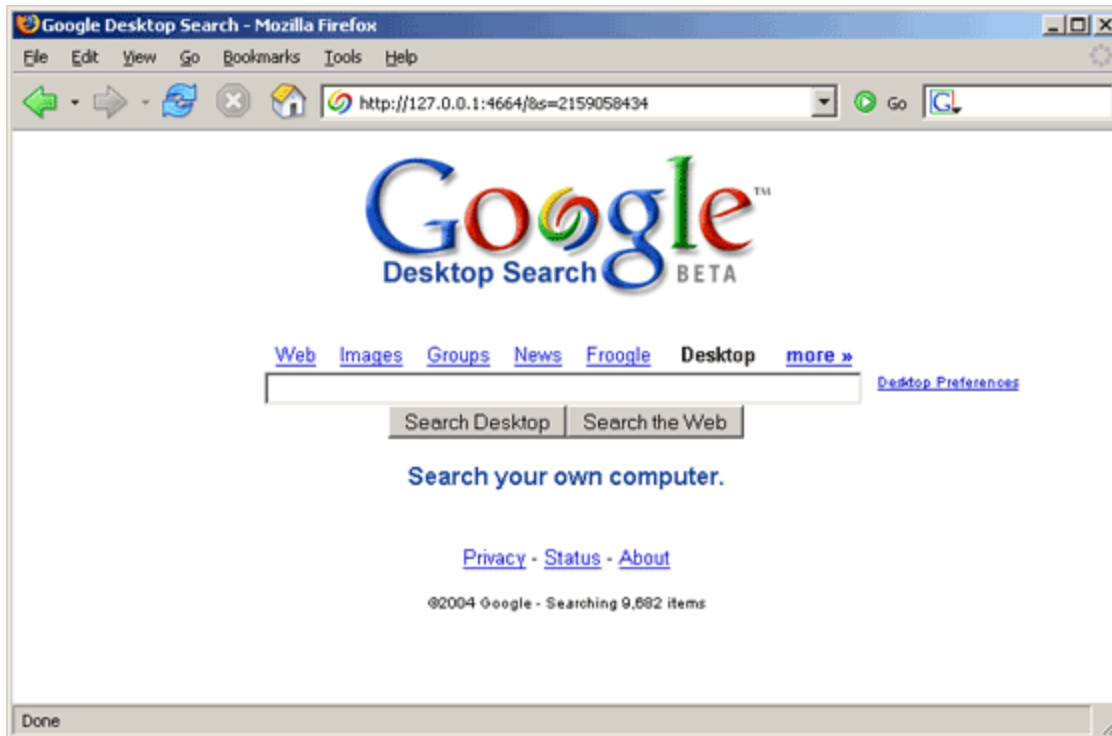 Google Desktop Search - Mozilla Firefox
File Edit View Go Bookmarks Tools Help
http://127.0.0.1:4664/&s=2159058434 Go G
Google™
Desktop Search BETA
Web Images Groups News Froogle Desktop more »
Desktop Preferences
Search Desktop Search the Web
Search your own computer.
Privacy - Status - About
©2004 Google - Searching 9,682 items
Done